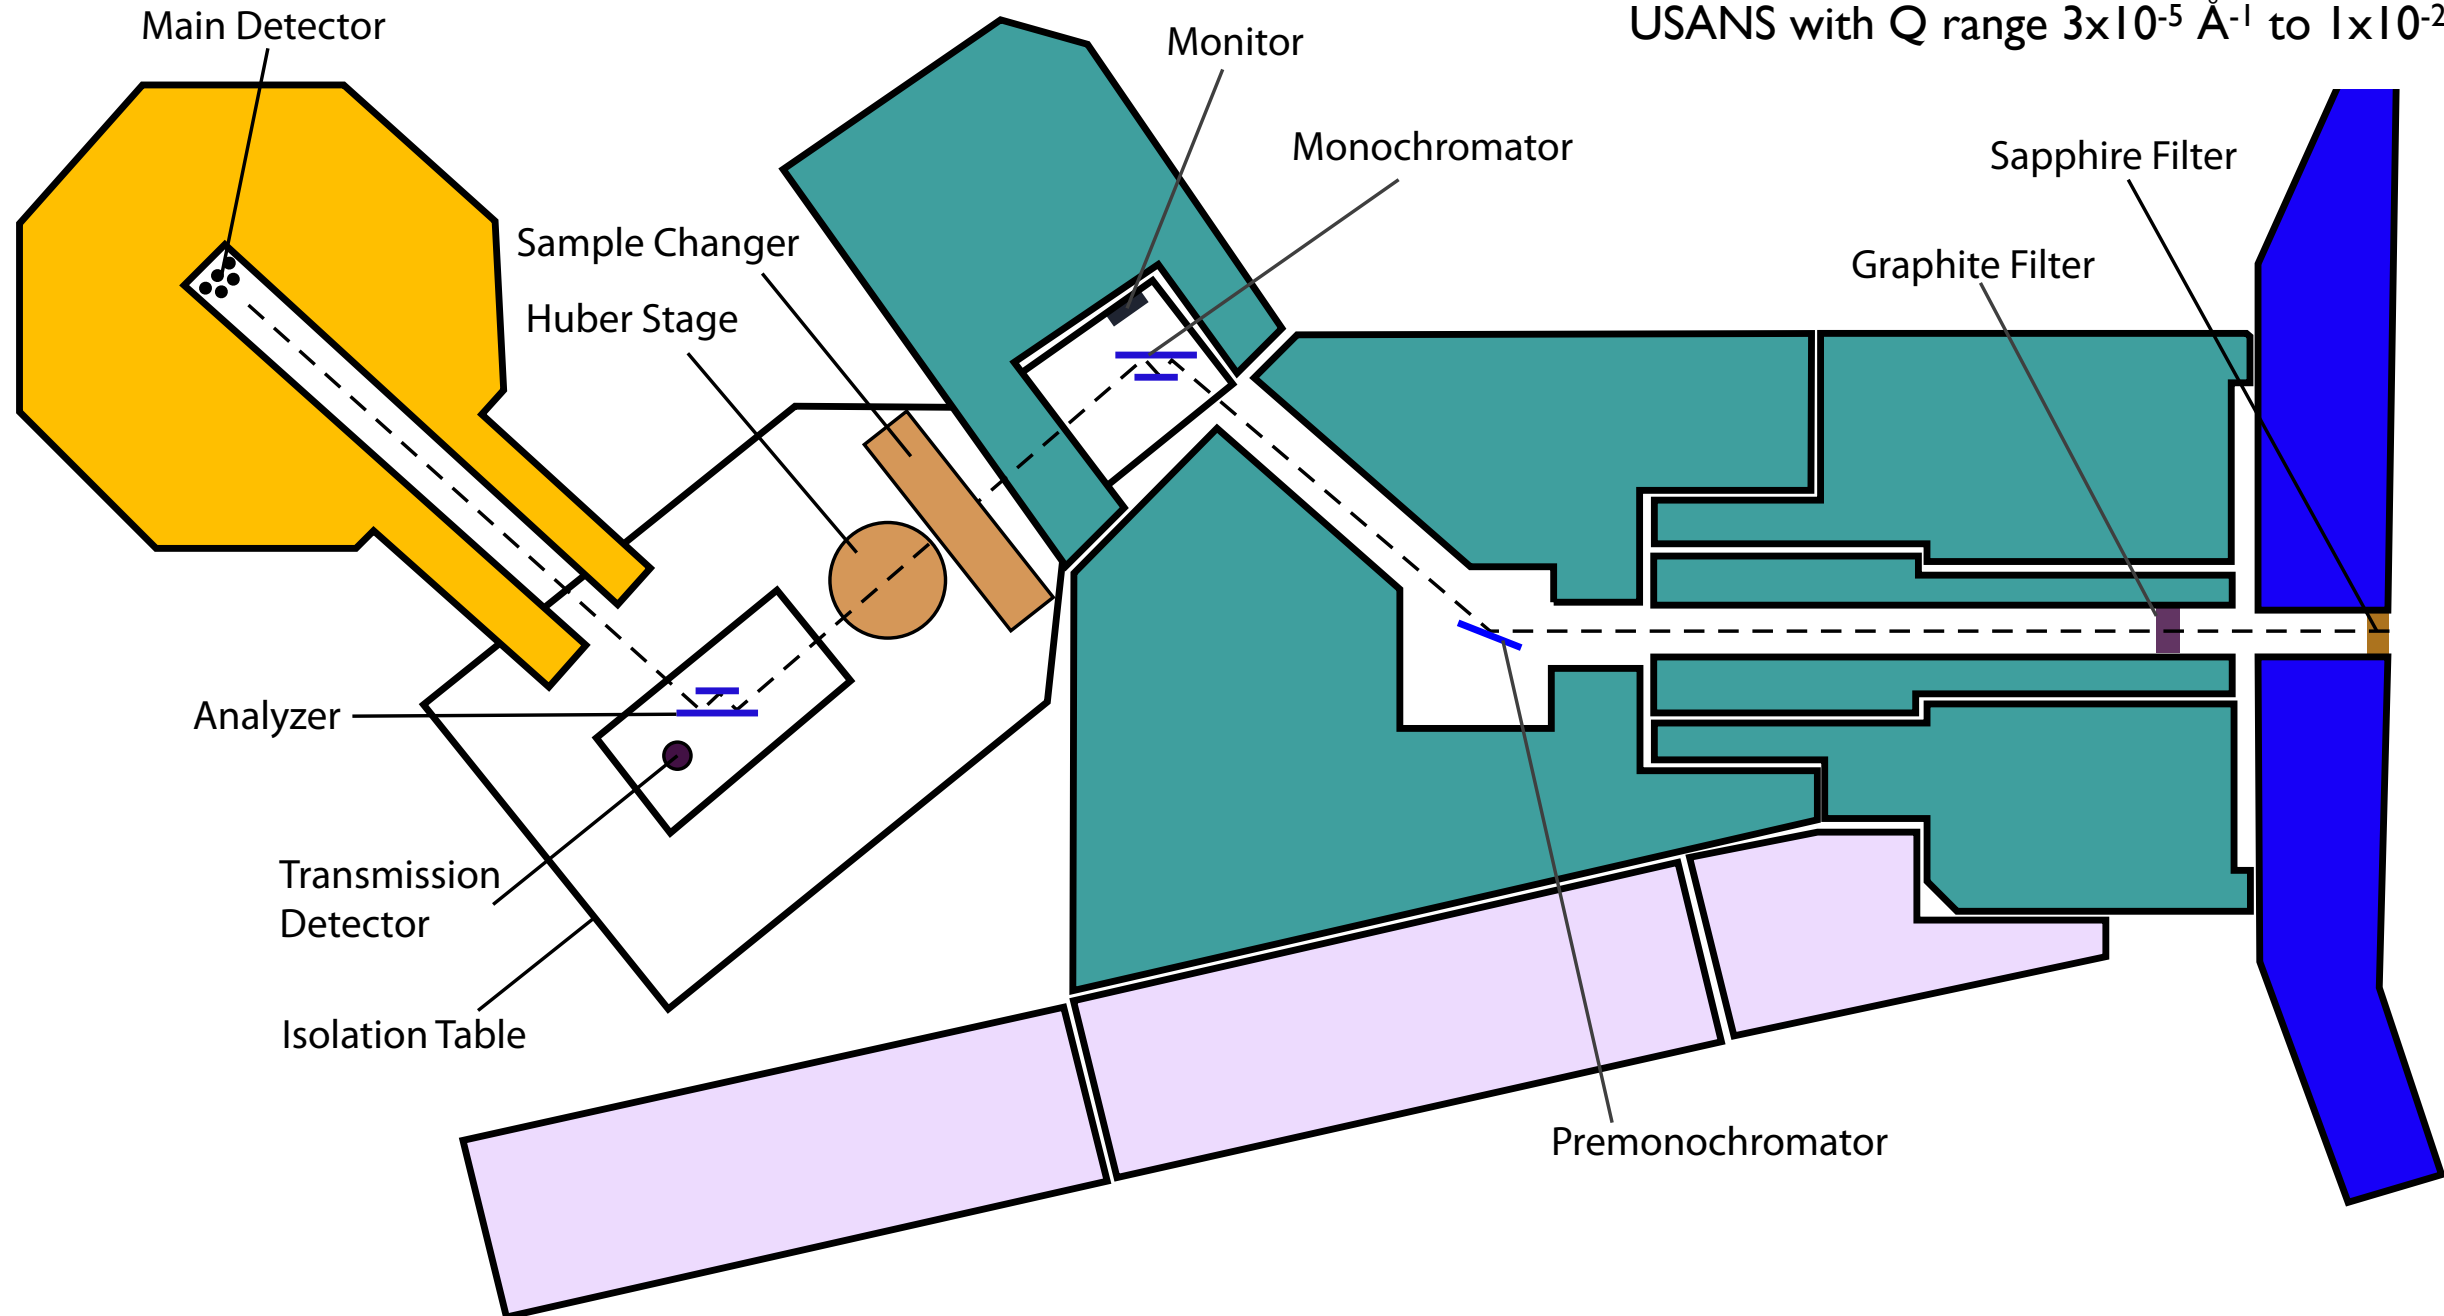 Main Detector
Monitor
USANS with Q range 3x10⁻⁵ Å⁻¹ to 1x10⁻²
Monochromator
Sapphire Filter
Sample Changer
Graphite Filter
Huber Stage
Analyzer
Transmission
Detector
Isolation Table
Premonochromator